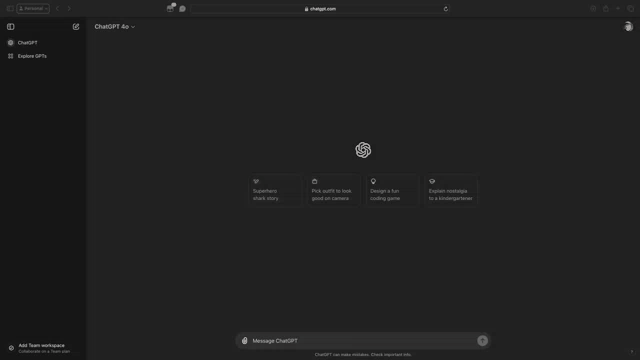 Personal
chatgpt.com
ChatGPT 4o
ChatGPT
Explore GPTs
Superhero
shark story
Pick outfit to look
good on camera
Design a fun
coding game
Explain nostalgia
to a kindergartener
Message ChatGPT
ChatGPT can make mistakes. Check important info.
Add Team workspace
Collaborate on a Team plan